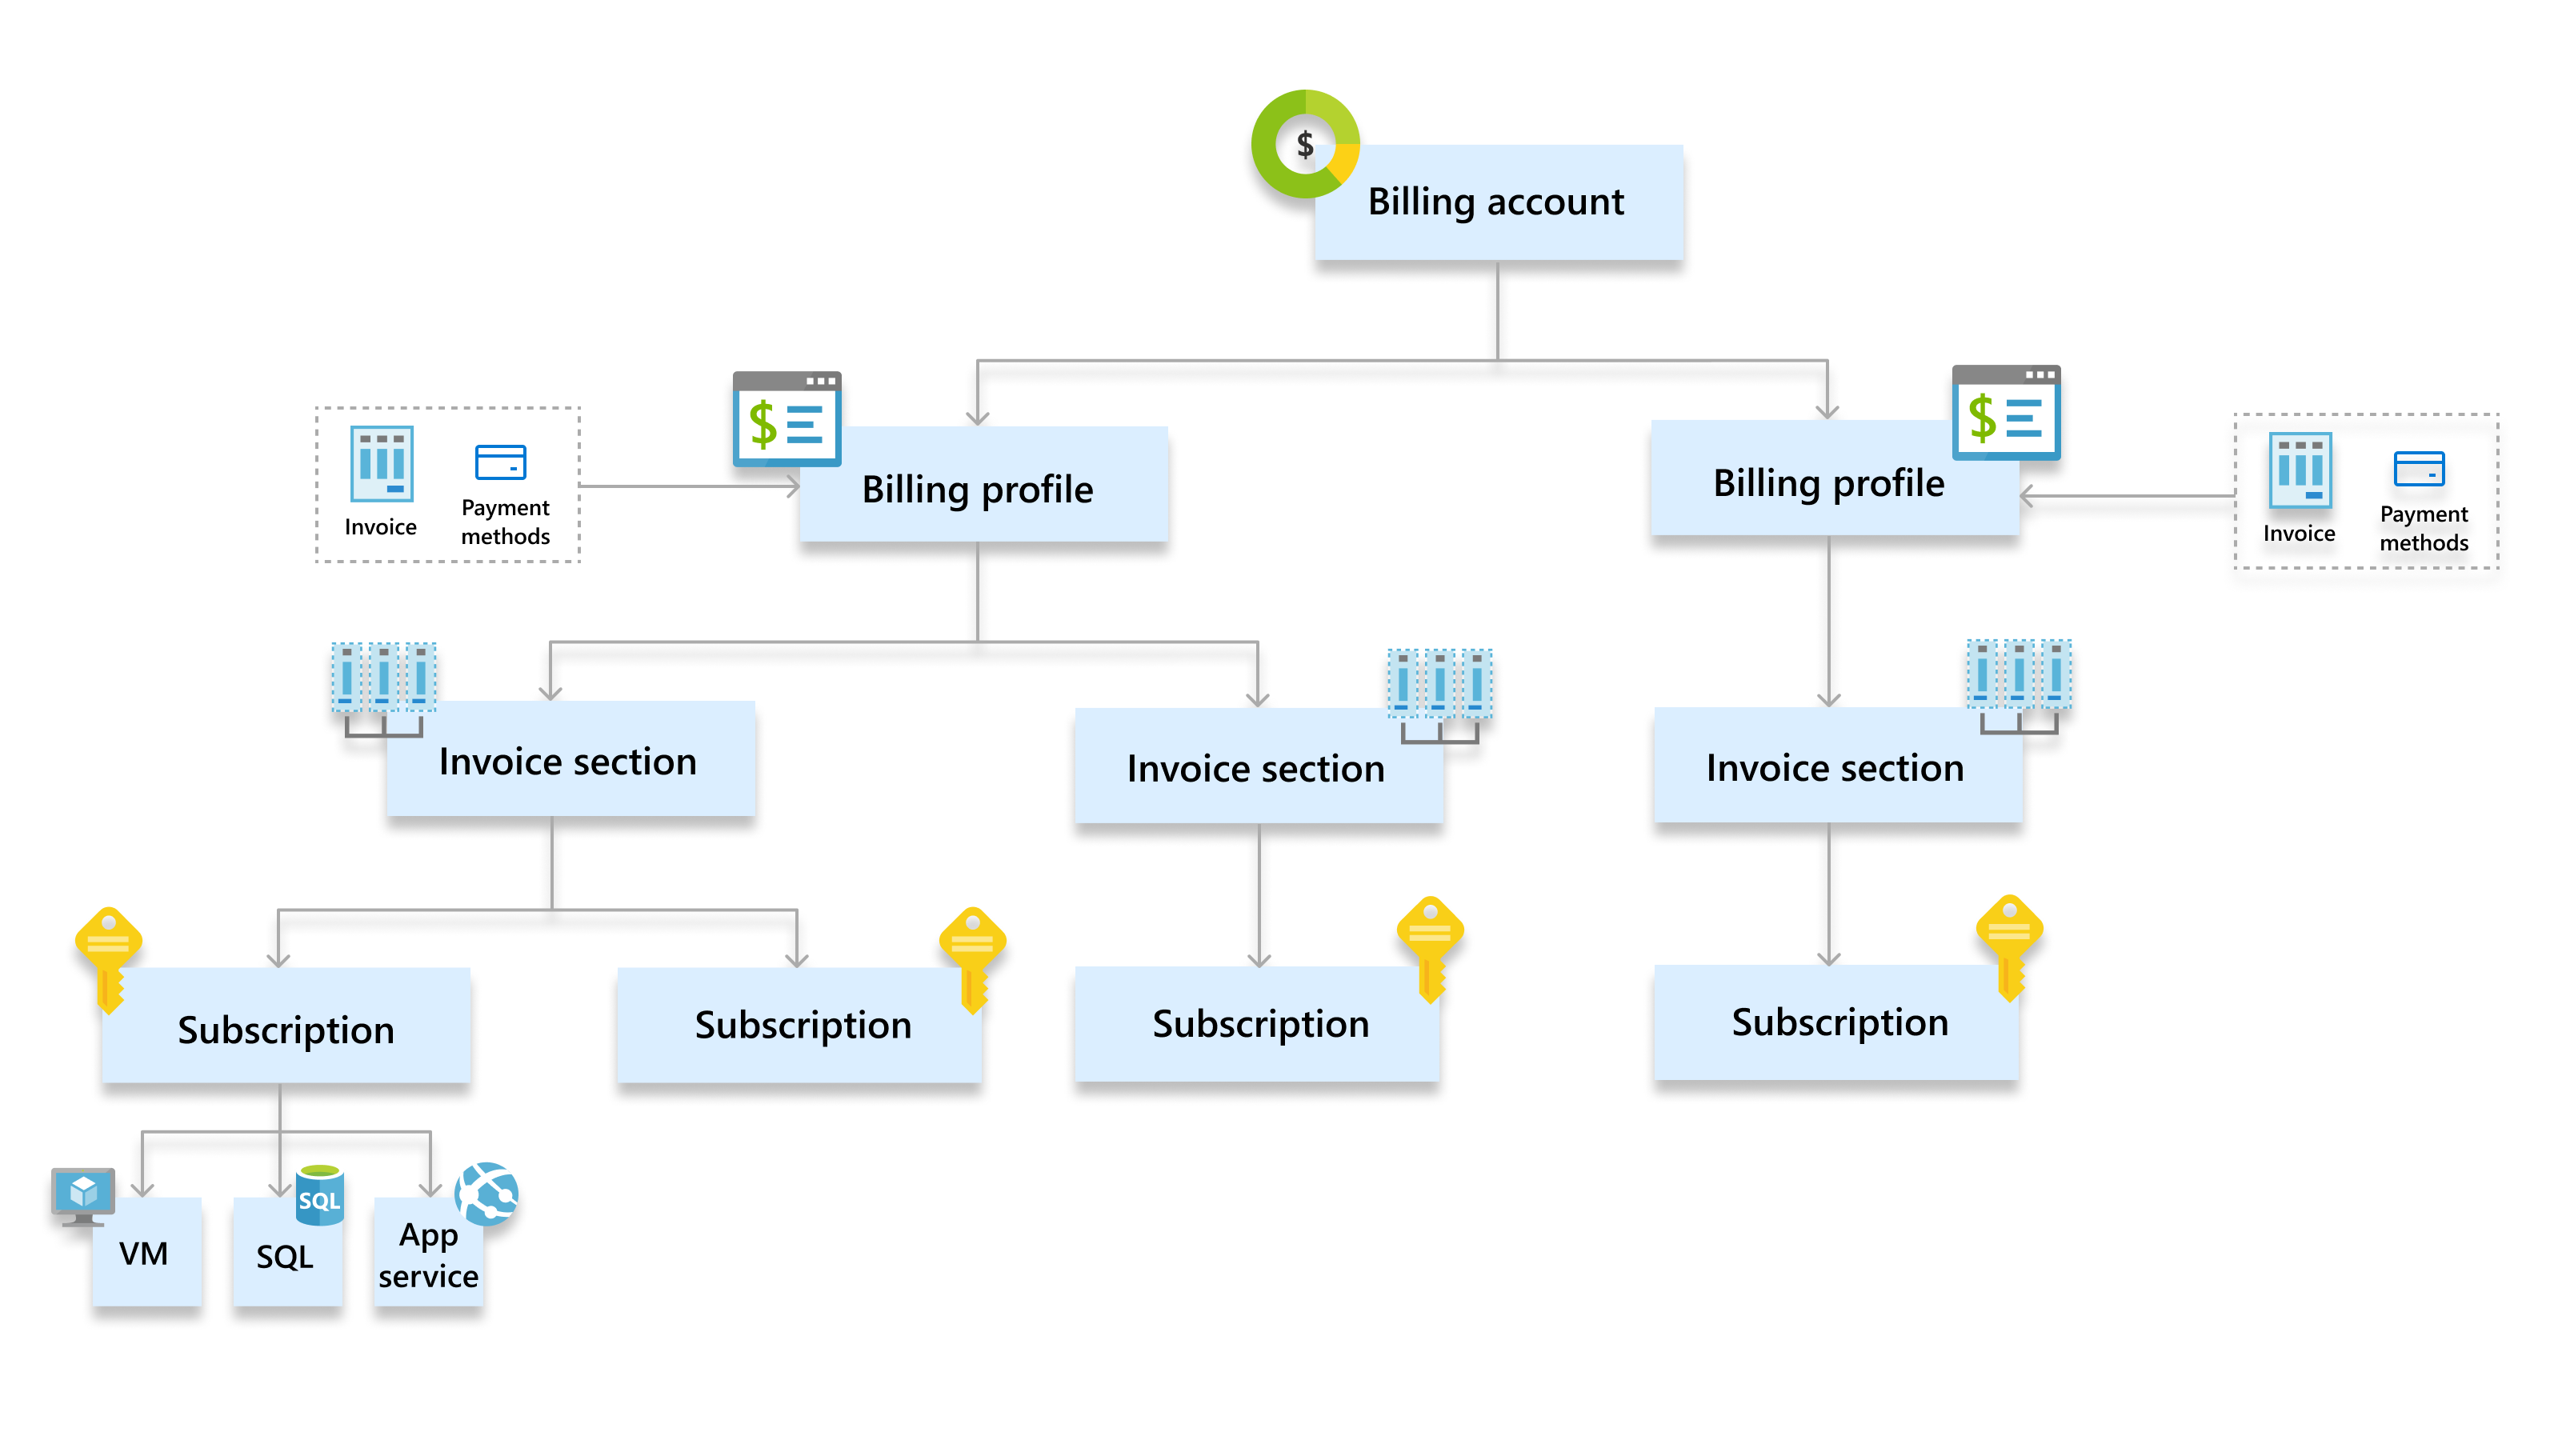 $
Billing account
$
Billing profile
$
Billing profile
Invoice
Payment
methods
Invoice
Payment
methods
Invoice section
Invoice section
Invoice section
Subscription
Subscription
Subscription
Subscription
VM
SQL
SQL
App
service